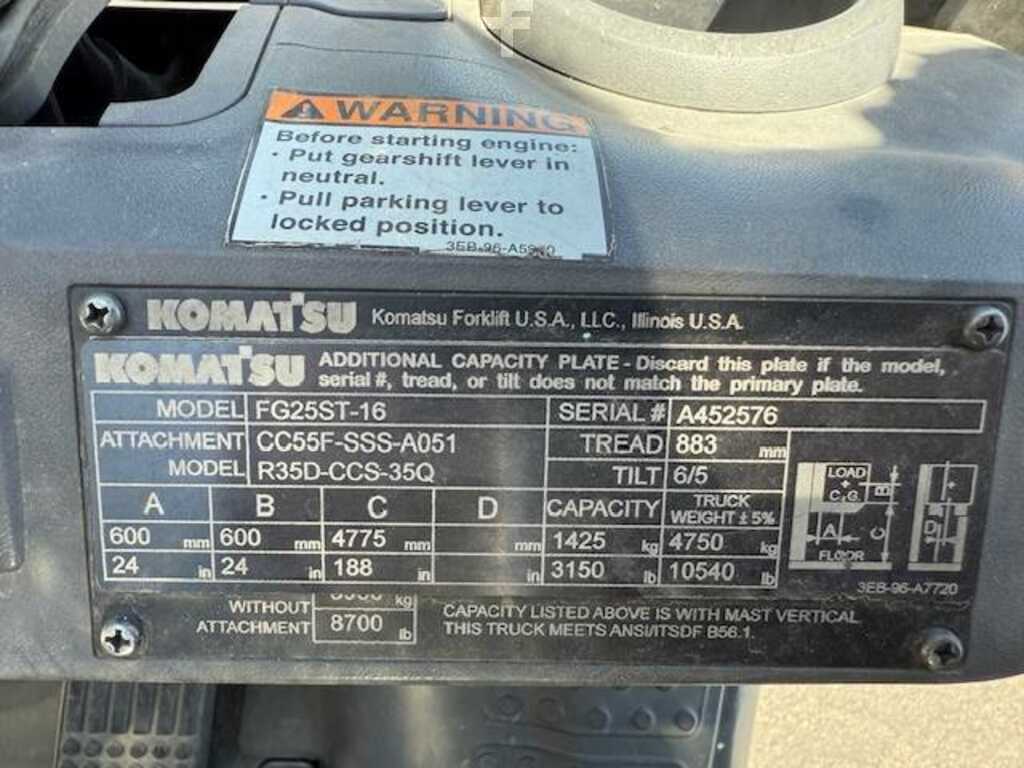 WARNING
Before starting engine:
· Put gearshift lever in
neutral.
· Pull parking lever to
locked position.
KOMATSU Komatsu Forklift U.S.A., LLC., Illinois U.S.A.
KOMATSU ADDITIONAL CAPACITY PLATE - Discard this plate if the model,
serial #, tread, or tilt does not match the primary plate.
MODEL FG25ST-16 SERIAL # A452576
ATTACHMENT CC55F-SSS-A051 TREAD 883 mm
MODEL R35D-CCS-35Q TILT 6/5
A B C D CAPACITY TRUCK WEIGHT ± 5%
600 mm 600 mm 4775 mm mm 1425 kg 4750 kg
24 in 24 in 188 in in 3150 lb 10540 lb
LOAD
C.G.
B
A
C
D
FLOOR
3EB-96-A7720
WITHOUT kg
ATTACHMENT 8700 lb
CAPACITY LISTED ABOVE IS WITH MAST VERTICAL
THIS TRUCK MEETS ANSI/ITSDF B56.1.